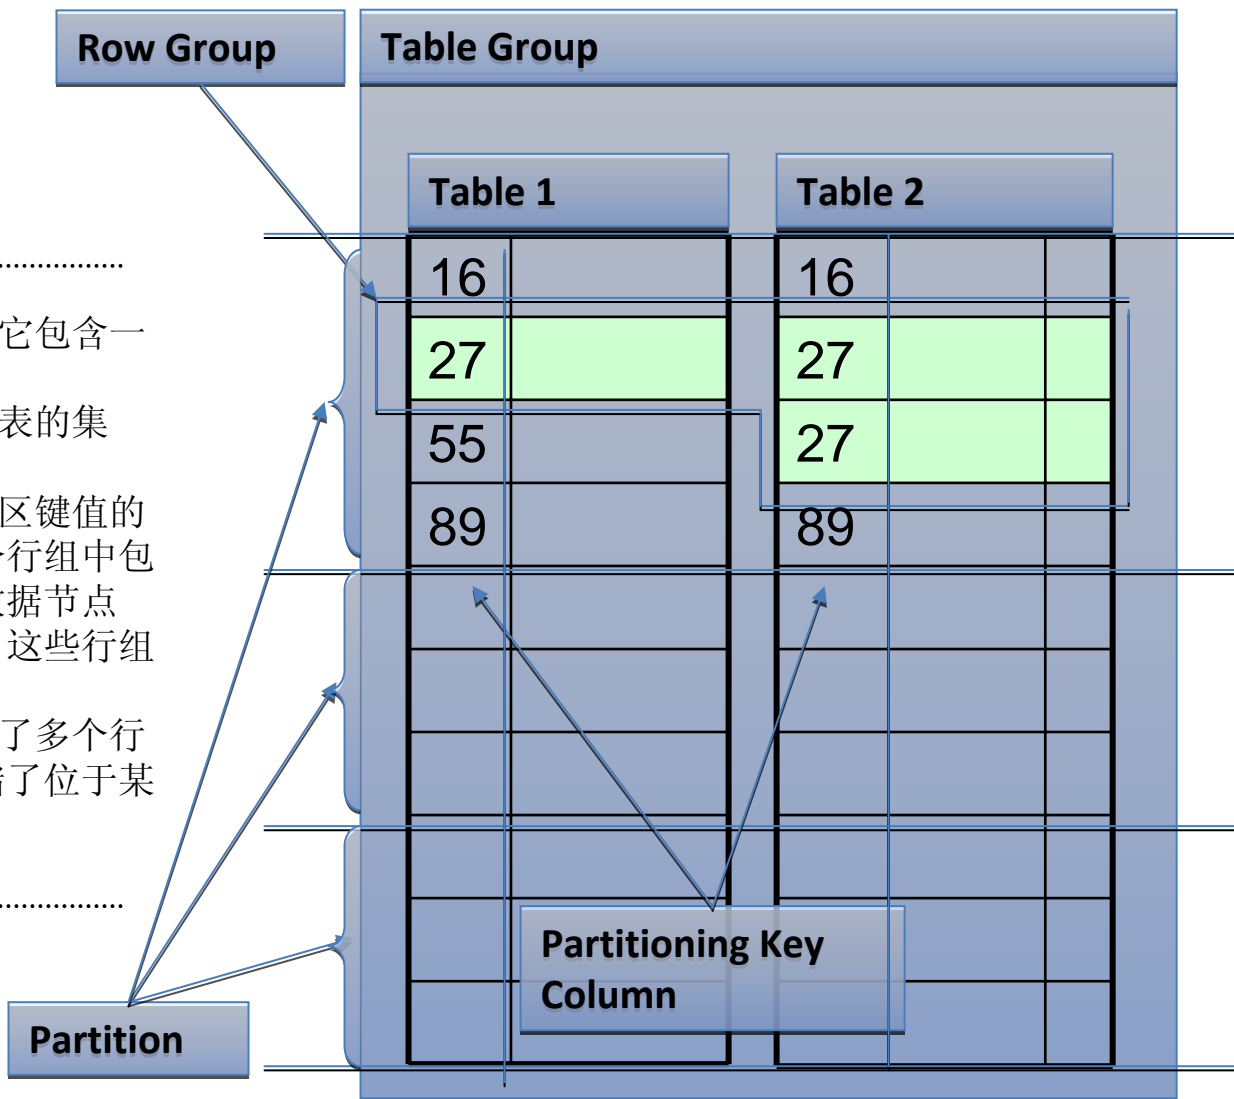 Row Group
Table Group
Table 1
Table 2
................
它包含一
表的集
区键值的
行组中包
据节点
这些行组
了多个行
了位于某
................
16
16
27
27
55
27
89
89
Partitioning Key
Column
Partition